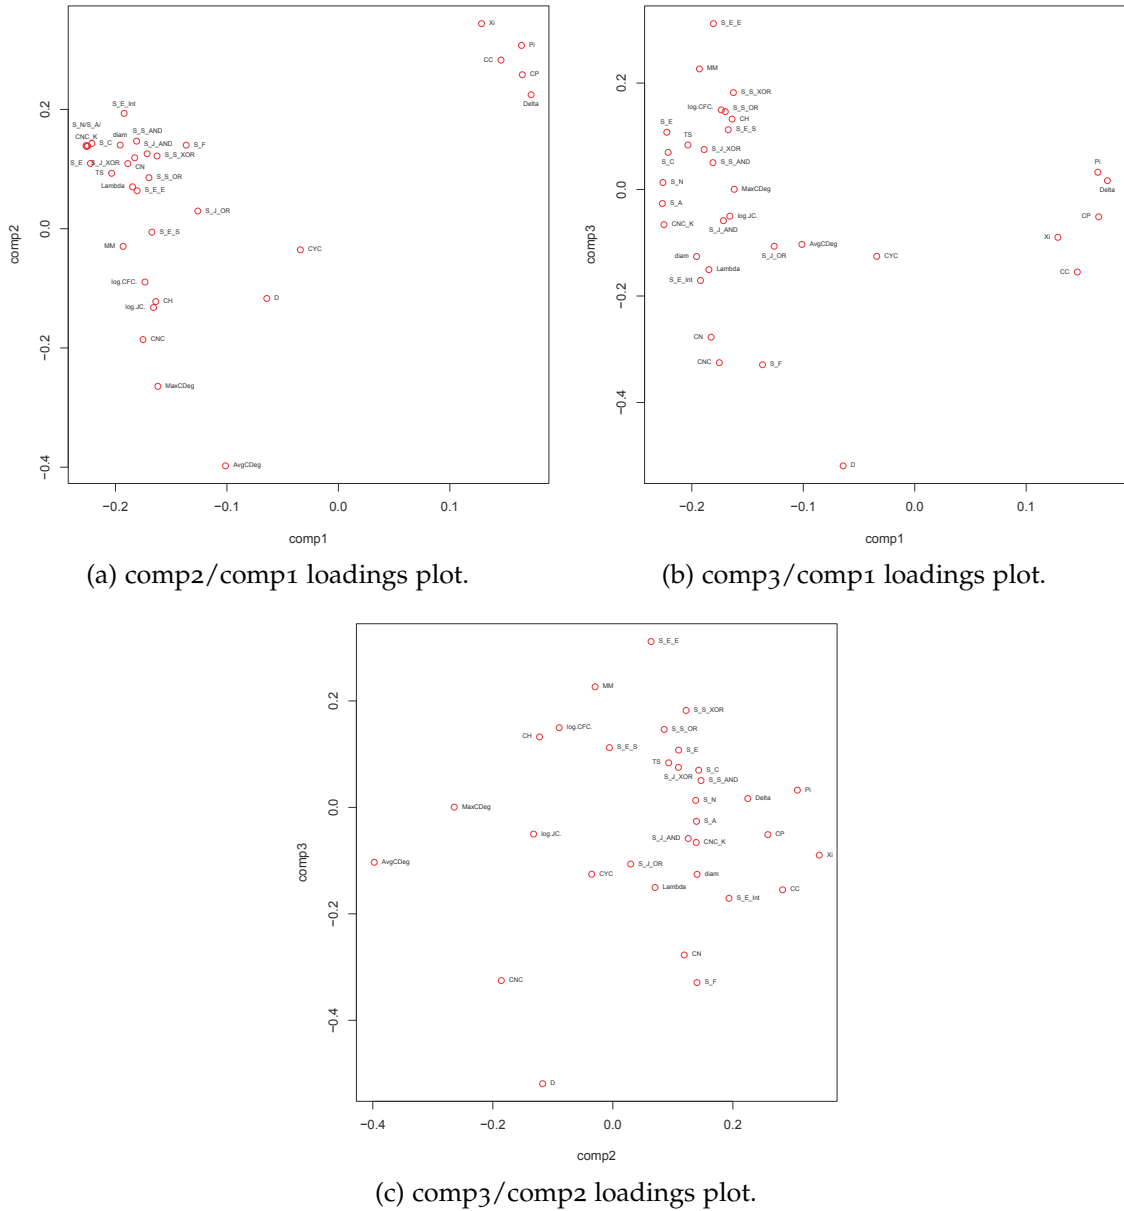 Xi
Pi
CC
CP
Delta
S_E_Int
S_N/S_A/
CNC_K
S_C
diam
S_S_AND
S_J_AND
S_F
S_S_XOR
S_E
S_J_XOR
CN
TS
S_S_OR
Lambda
S_E_E
S_J_OR
S_E_S
MM
CYC
log.CFC.
CH
D
log.JC.
CNC
MaxCDeg
AvgCDeg
0.2
0.0
−0.2
−0.4
comp2
−0.2 −0.1 0.0 0.1
comp1
(a) comp2/comp1 loadings plot.
S_E_E
MM
S_S_XOR
log.CFC.
S_S_OR
CH
S_E
S_E_S
TS
S_J_XOR
S_C
S_S_AND
Pi
S_N
Delta
MaxCDeg
S_A
log.JC.
CP
CNC_K
S_J_AND
Xi
AvgCDeg
S_J_OR
diam
CYC
Lambda
CC
S_E_Int
CN
CNC
S_F
D
0.2
0.0
−0.2
−0.4
comp3
−0.2 −0.1 0.0 0.1
comp1
(b) comp3/comp1 loadings plot.
S_E_E
MM
S_S_XOR
log.CFC.
S_S_OR
CH
S_E_S
S_E
TS
S_C
S_J_XOR
S_S_AND
Pi
S_N
Delta
MaxCDeg
S_A
log.JC.
S_J_AND
CNC_K
CP
Xi
AvgCDeg
S_J_OR
CYC
diam
Lambda
CC
S_E_Int
CN
CNC
S_F
D
0.2
0.0
−0.2
−0.4
comp3
−0.4 −0.2 0.0 0.2
comp2
(c) comp3/comp2 loadings plot.